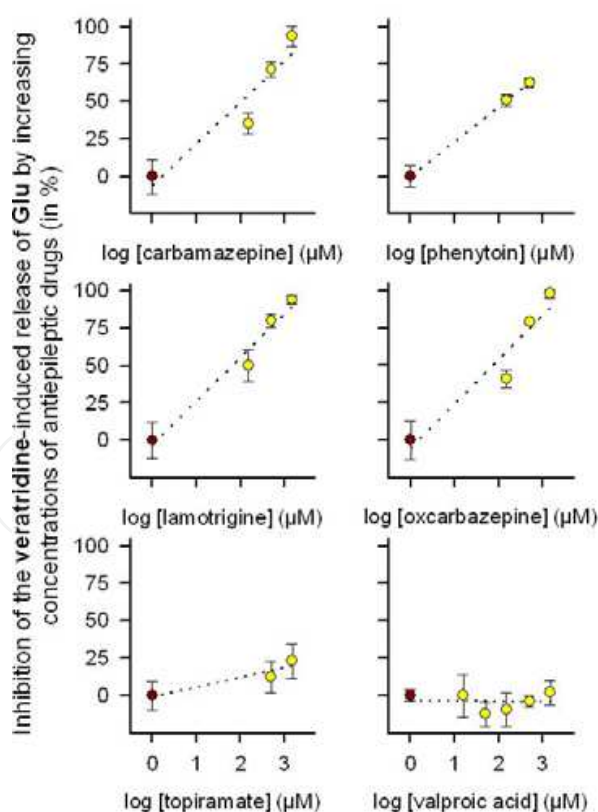 Inhibition of the veratridine-induced release of Glu by increasing
concentrations of antiepileptic drugs (in %)
100
75
50
25
0
log [carbamazepine] (µM)
log [phenytoin] (µM)
100
75
50
25
0
log [lamotrigine] (µM)
log [oxcarbazepine] (µM)
100
75
50
25
0
0 1 2 3
0 1 2 3
log [topiramate] (µM)
log [valproic acid] (µM)